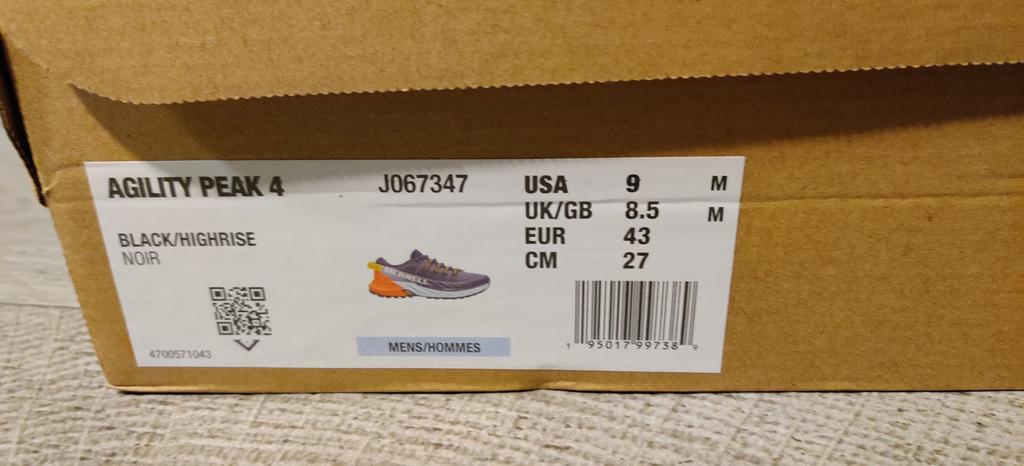 AGILITY PEAK 4
J067347
BLACK/HIGHRISE
NOIR
4700571043
MERRELL
MENS/HOMMES
USA 9 M
UK/GB 8.5 M
EUR 43
CM 27
1 95017 99738 9